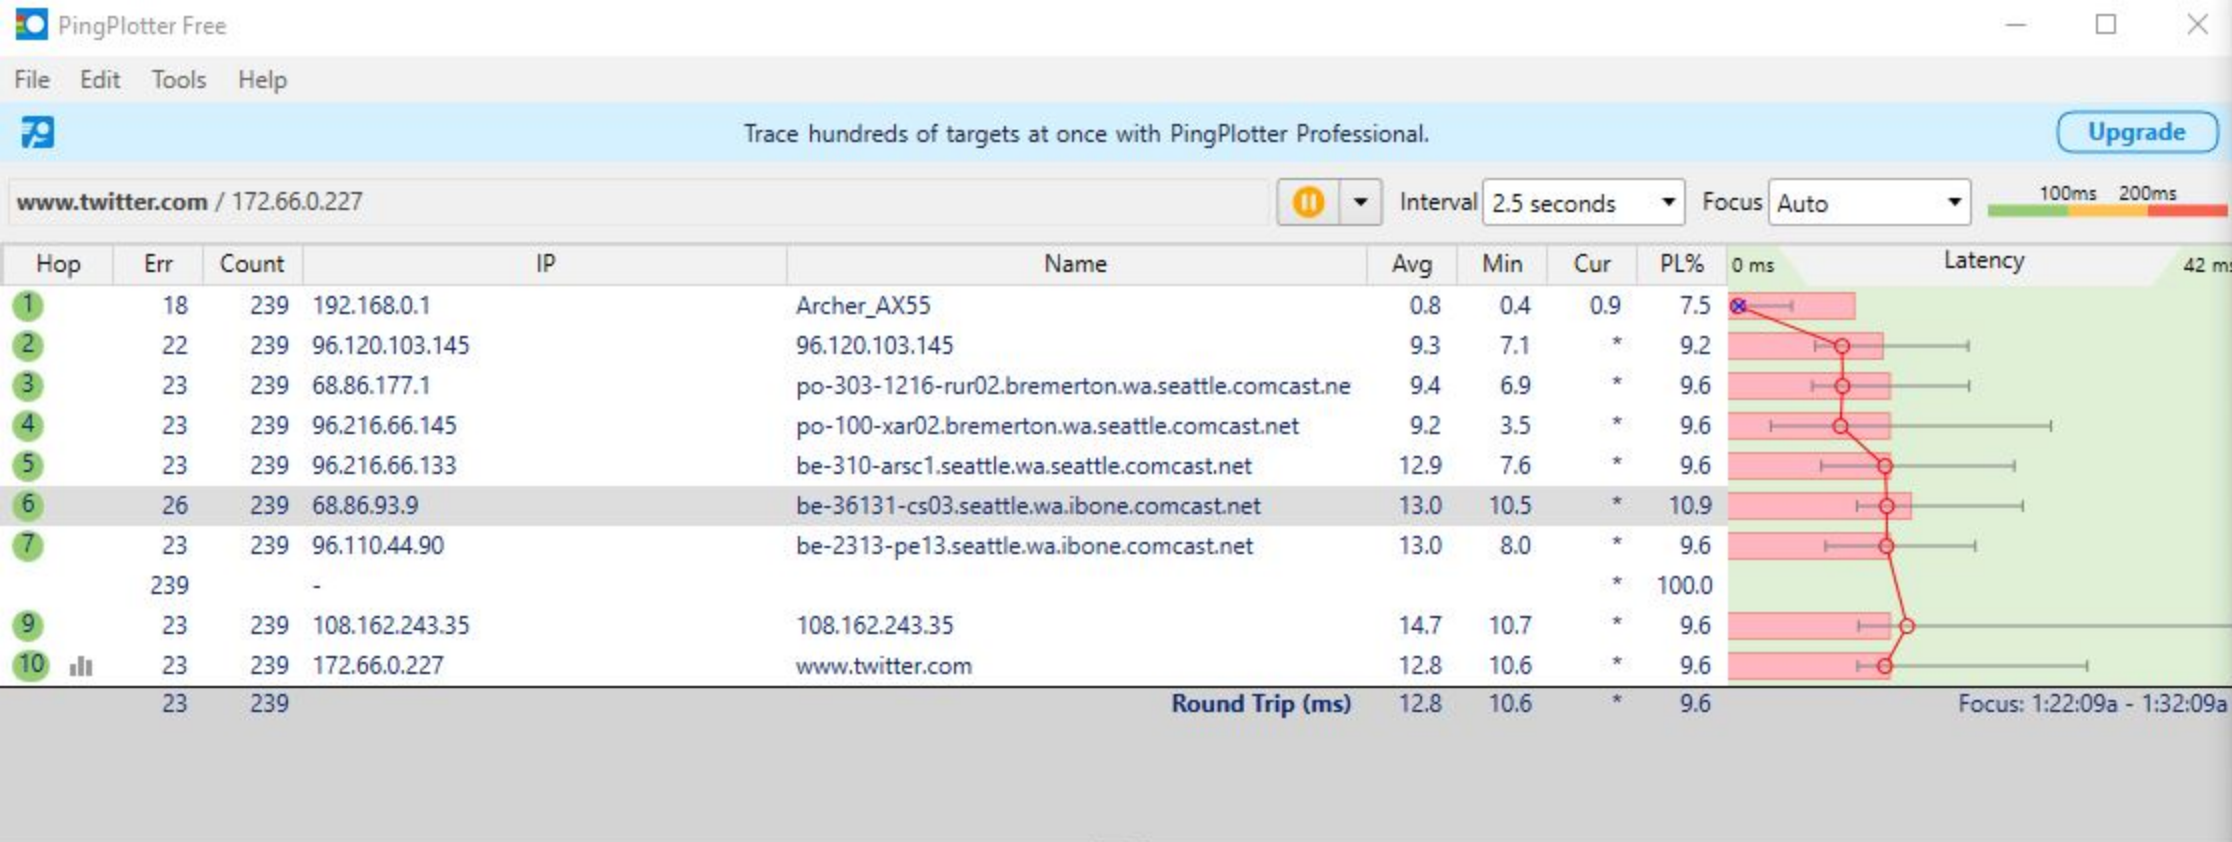 PingPlotter Free
File Edit Tools Help
Trace hundreds of targets at once with PingPlotter Professional. Upgrade
www.twitter.com / 172.66.0.227 Interval 2.5 seconds Focus Auto 100ms 200ms
Hop Err Count IP Name Avg Min Cur PL% 0 ms Latency 42 ms
1 18 239 192.168.0.1 Archer_AX55 0.8 0.4 0.9 7.5
2 22 239 96.120.103.145 96.120.103.145 9.3 7.1 * 9.2
3 23 239 68.86.177.1 po-303-1216-rur02.bremerton.wa.seattle.comcast.ne 9.4 6.9 * 9.6
4 23 239 96.216.66.145 po-100-xar02.bremerton.wa.seattle.comcast.net 9.2 3.5 * 9.6
5 23 239 96.216.66.133 be-310-arsc1.seattle.wa.seattle.comcast.net 12.9 7.6 * 9.6
6 26 239 68.86.93.9 be-36131-cs03.seattle.wa.ibone.comcast.net 13.0 10.5 * 10.9
7 23 239 96.110.44.90 be-2313-pe13.seattle.wa.ibone.comcast.net 13.0 8.0 * 9.6
239 - * 100.0
9 23 239 108.162.243.35 108.162.243.35 14.7 10.7 * 9.6
10 23 239 172.66.0.227 www.twitter.com 12.8 10.6 * 9.6
23 239 Round Trip (ms) 12.8 10.6 * 9.6 Focus: 1:22:09a - 1:32:09a